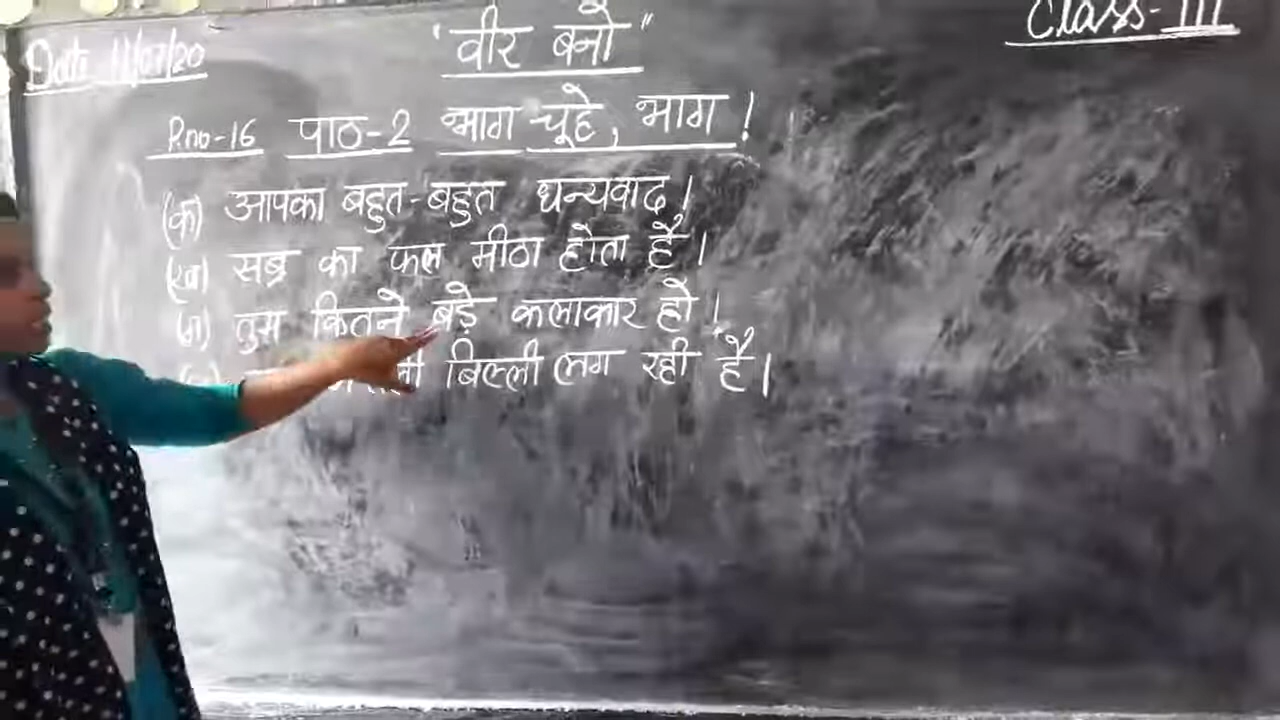 "वीर बनो"
Class-III
Date 11/07/20
P.no-16 पाठ-2 भाग चूहे, भाग!
(क) आपका बहुत-बहुत धन्यवाद।
(ख) सब्र का फल मीठा होता है।
(ग) तुम कितने बड़े कलाकार हो!
बिल्ली लग रही है।